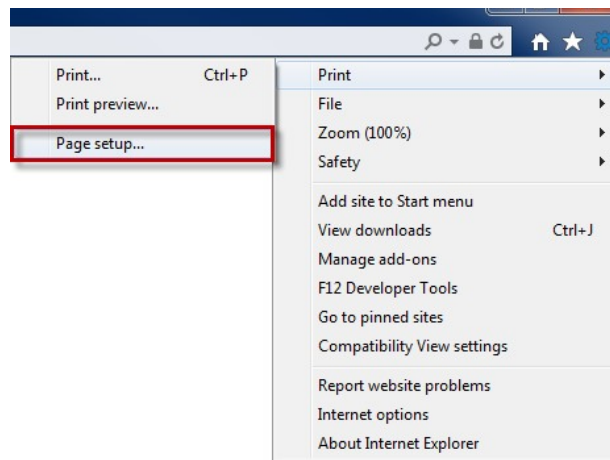 Print... Ctrl+P
Print preview...
Page setup...
Print
File
Zoom (100%)
Safety
Add site to Start menu
View downloads Ctrl+J
Manage add-ons
F12 Developer Tools
Go to pinned sites
Compatibility View settings
Report website problems
Internet options
About Internet Explorer